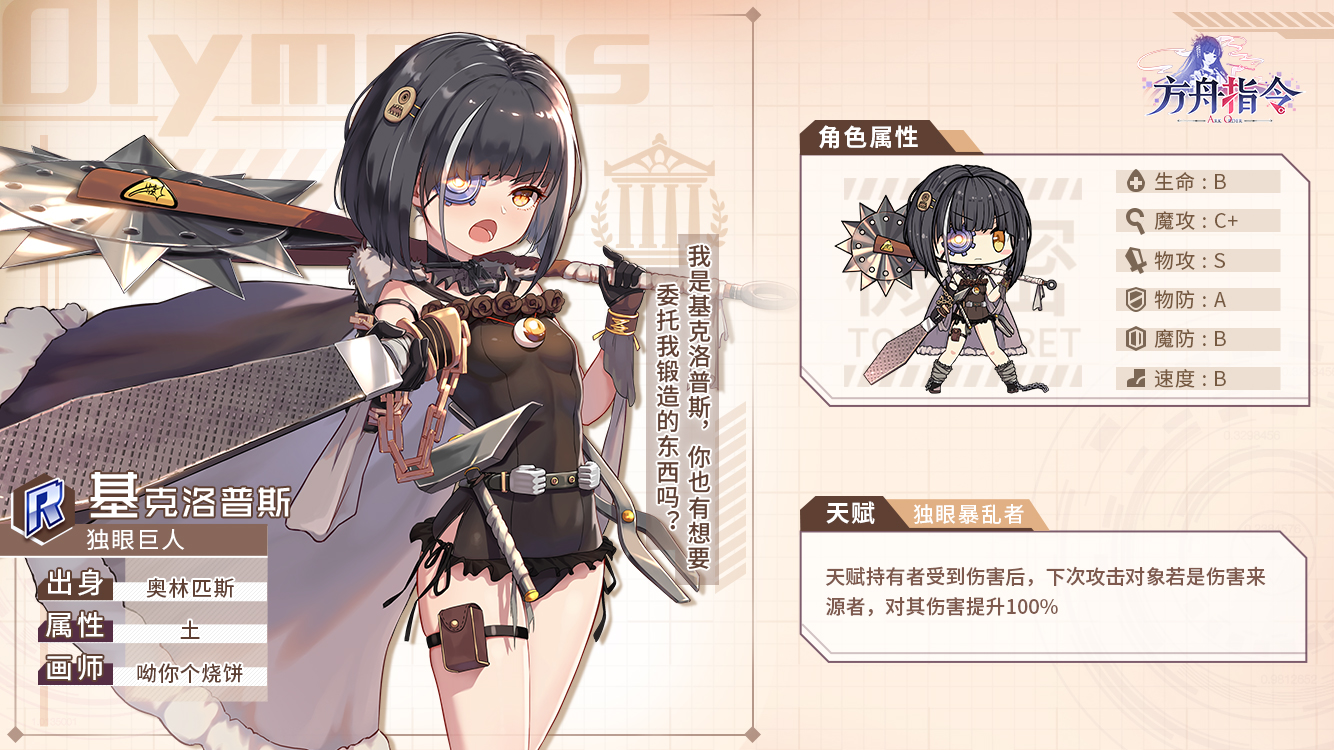 Olympus
方舟指令
ARK ORDER
角色属性
生命：B
魔攻：C+
物攻：S
物防：A
魔防：B
速度：B
我是基克洛普斯，你也有想要
委托我锻造的东西吗？
R
基克洛普斯
独眼巨人
出身 奥林匹斯
属性 土
画师 呦你个烧饼
天赋 独眼暴乱者
天赋持有者受到伤害后，下次攻击对象若是伤害来
源者，对其伤害提升100%